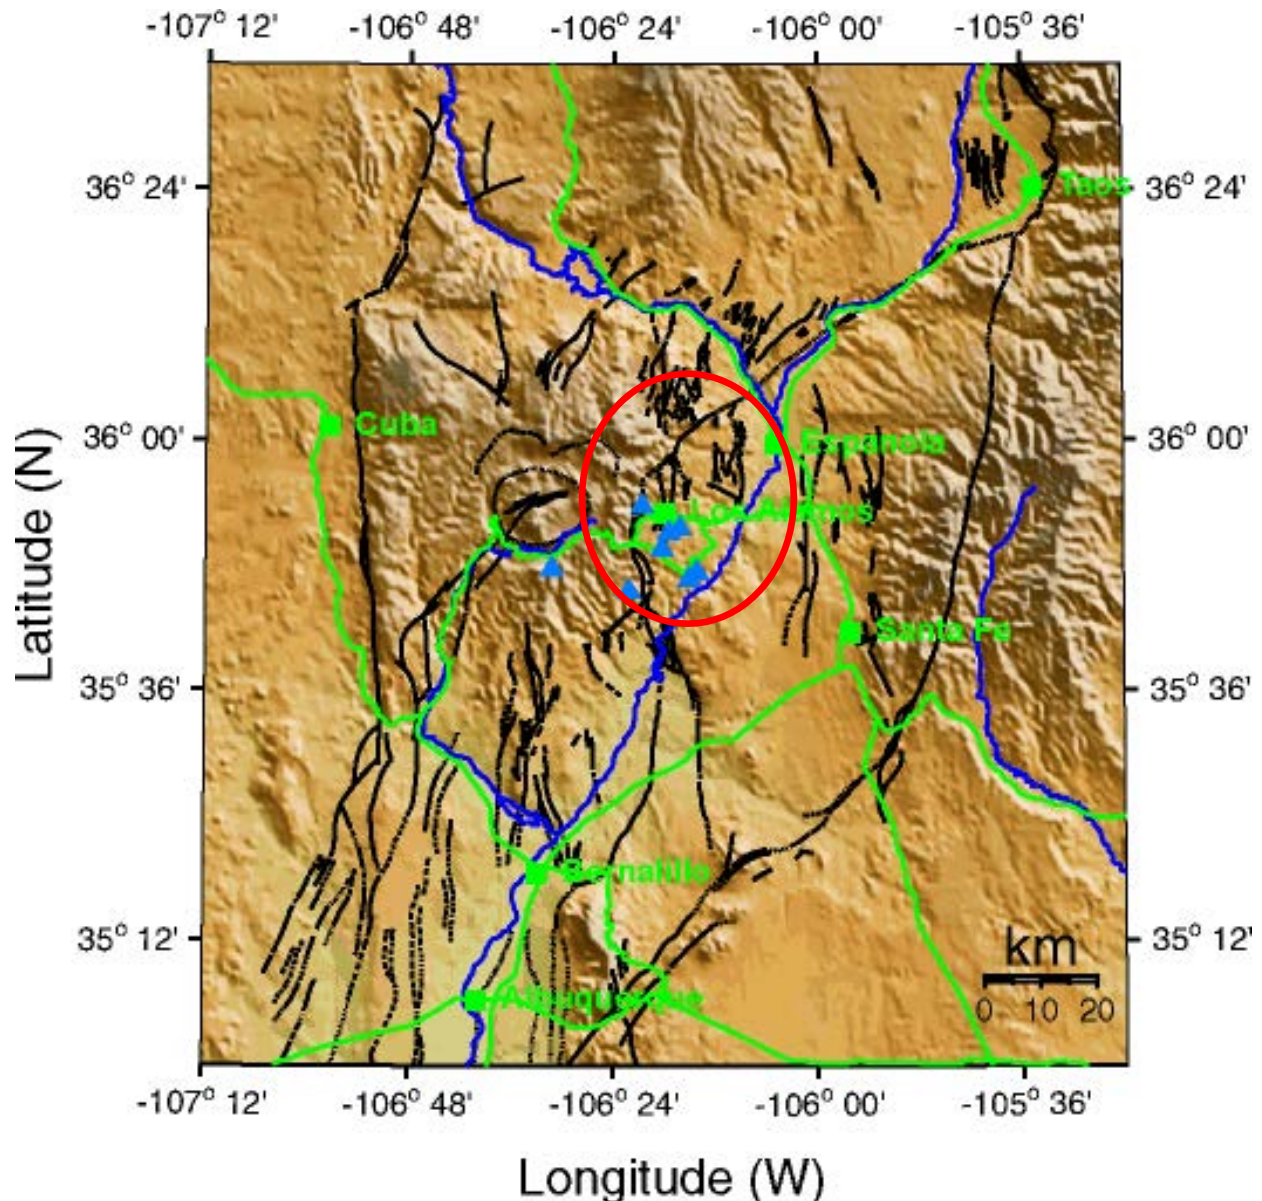 -107° 12' -106° 48' -106° 24' -106° 00' -105° 36'
36° 24' Taos 36° 24'
36° 00' Cuba Espanola 36° 00'
Los Alamos
Santa Fe
35° 36' 35° 36'
Bernalillo
35° 12' km 35° 12'
0 10 20
Albuquerque
-107° 12' -106° 48' -106° 24' -106° 00' -105° 36'
Longitude (W)
Latitude (N)